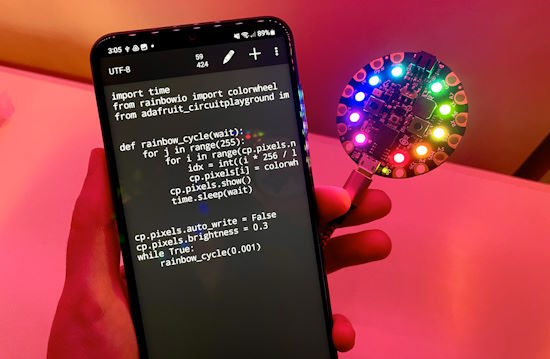 3:05 89%
59
UTF-8
424
import time
from rainbowio import colorwheel
from adafruit_circuitplayground im
def rainbow_cycle(wait):
for j in range(255):
for i in range(cp.pixels.n
idx = int((i * 256 / l
cp.pixels[i] = colorwh
cp.pixels.show()
time.sleep(wait)
cp.pixels.auto_write = False
cp.pixels.brightness = 0.3
while True:
rainbow_cycle(0.001)